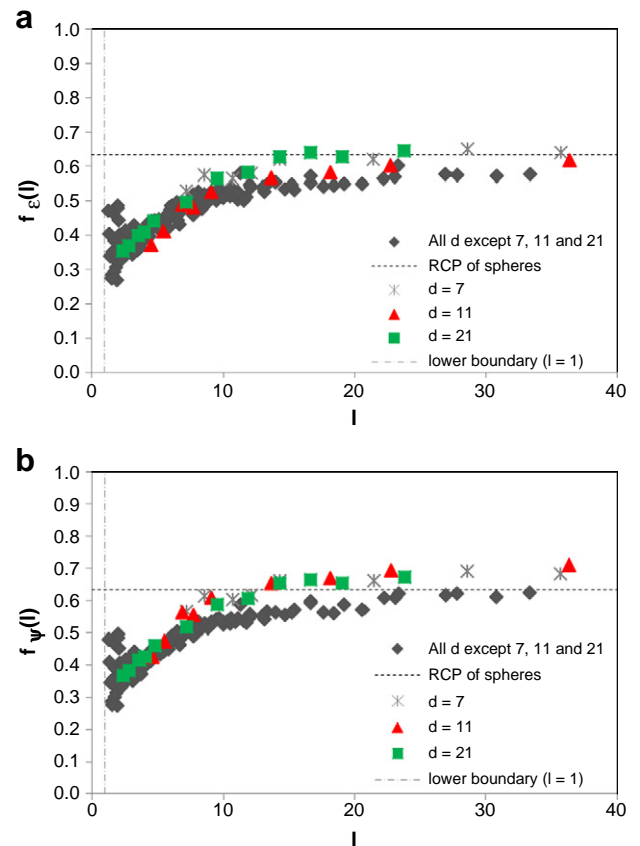 a
1.0
0.9
0.8
0.7
0.6
0.5
0.4
0.3
0.2
0.1
0.0
f ε(l)
All d except 7, 11 and 21
RCP of spheres
d = 7
d = 11
d = 21
lower boundary (l = 1)
0 10 20 30 40
l
b
1.0
0.9
0.8
0.7
0.6
0.5
0.4
0.3
0.2
0.1
0.0
f ψ(l)
All d except 7, 11 and 21
RCP of spheres
d = 7
d = 11
d = 21
lower boundary (l = 1)
0 10 20 30 40
l